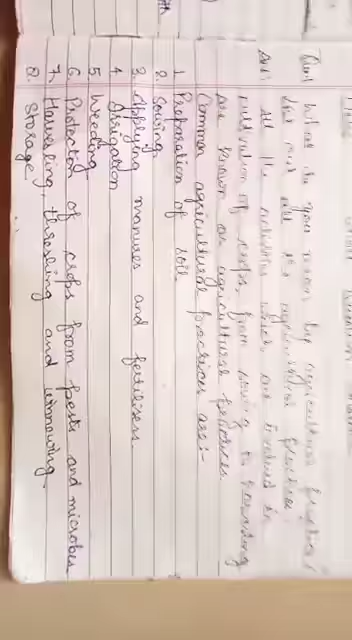 Que: What do you mean by agricultural practices
List out all the agricultural practices.
Ans: All the activities which are involved in
cultivation of crops, from sowing to
are known as agricultural practices.
Common agricultural practices are:-
1. Preparation of soil
2. Sowing
3. Applying manures and fertilisers
4. Irrigation
5. Weeding
6. Protection of crops from pests and microbes
7. Harvesting, threshing and winnowing.
8. Storage